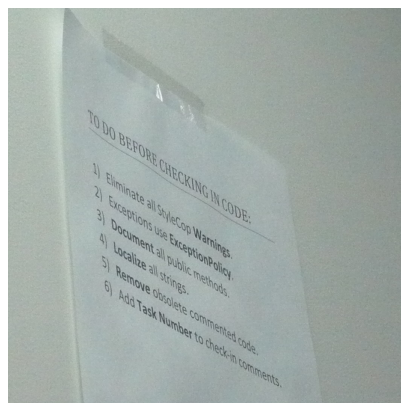 TO DO BEFORE CHECKING IN CODE:
1) Eliminate all StyleCop Warnings.
2) Exceptions use ExceptionPolicy.
3) Document all public methods.
4) Localize all strings.
5) Remove obsolete commented code.
6) Add Task Number to check-in comments.